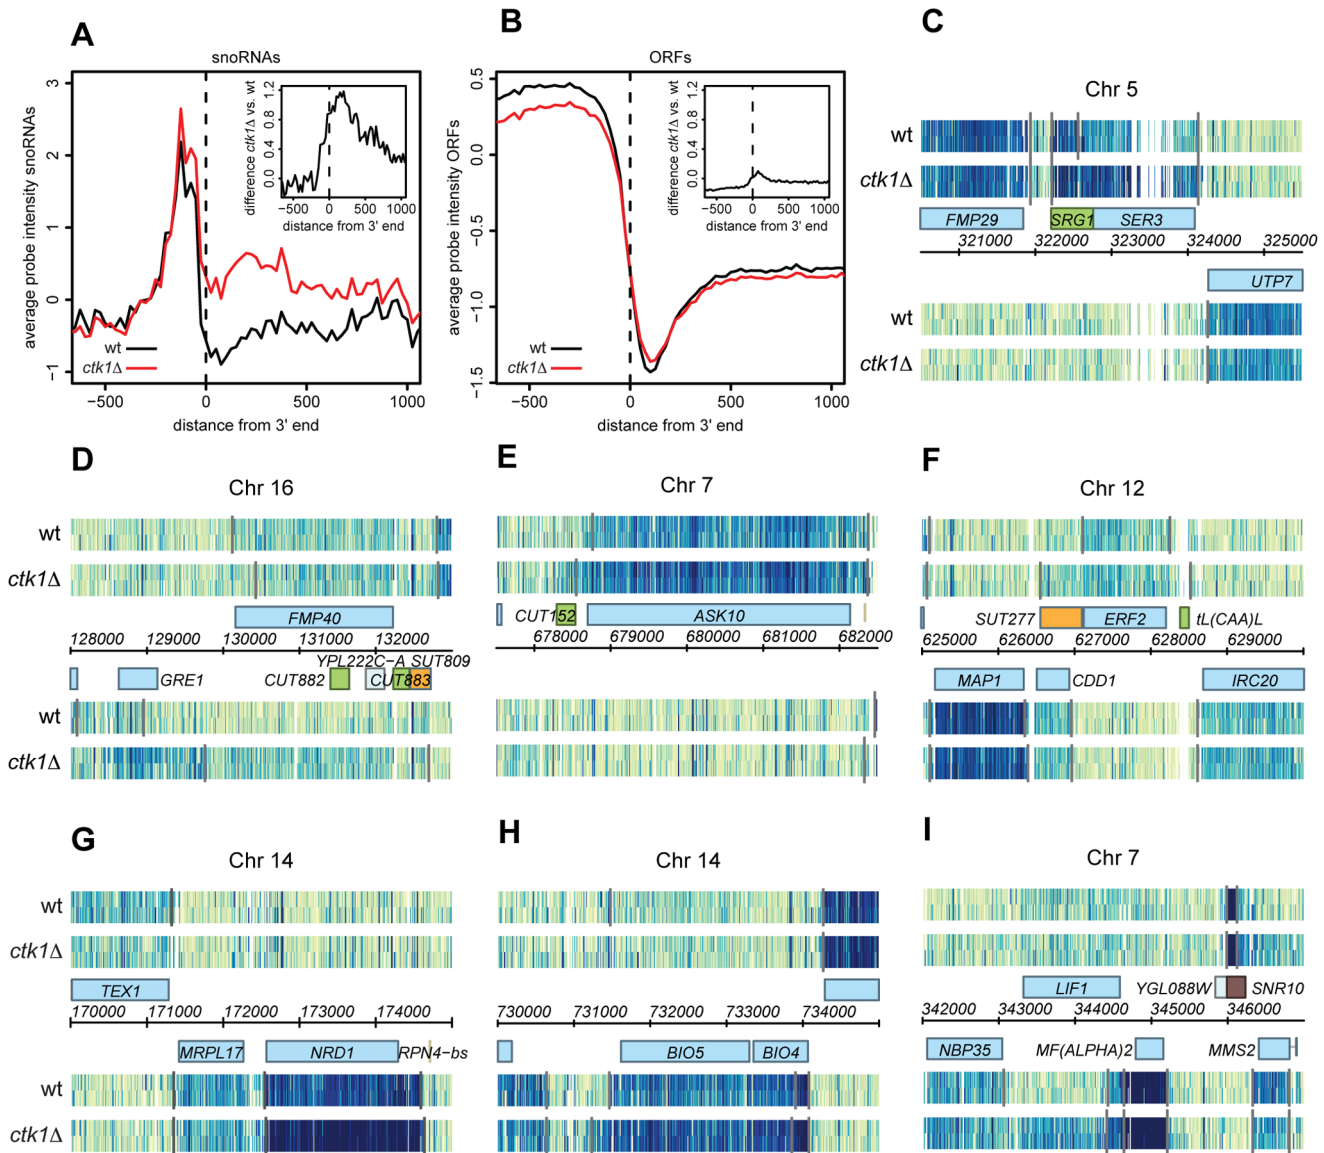 A
snoRNAs
average probe intensity snoRNAs
3
2
1
0
−1
−500
0
500
1000
distance from 3' end
wt
ctk1Δ
difference ctk1Δ vs. wt
1.2
0.8
0.4
0.0
−500
0
500
1000
distance from 3' end
B
ORFs
average probe intensity ORFs
0.5
0.0
−0.5
−1.0
−1.5
−500
0
500
1000
distance from 3' end
wt
ctk1Δ
difference ctk1Δ vs. wt
1.2
0.8
0.4
0.0
−500
0
500
1000
distance from 3' end
C
Chr 5
wt
ctk1Δ
FMP29
SRG1
SER3
321000 322000 323000 324000 325000
UTP7
wt
ctk1Δ
D
Chr 16
wt
ctk1Δ
FMP40
128000 129000 130000 131000 132000
YPL222C−A SUT809
GRE1
CUT882
CUT883
wt
ctk1Δ
E
Chr 7
CUT152
ASK10
678000 679000 680000 681000 682000
F
Chr 12
SUT277
ERF2
tL(CAA)L
625000 626000 627000 628000 629000
MAP1
CDD1
IRC20
G
Chr 14
wt
ctk1Δ
TEX1
170000 171000 172000 173000 174000
MRPL17
NRD1
RPN4−bs
wt
ctk1Δ
H
Chr 14
730000 731000 732000 733000 734000
BIO5
BIO4
I
Chr 7
LIF1
YGL088W
SNR10
342000 343000 344000 345000 346000
NBP35
MF(ALPHA)2
MMS2